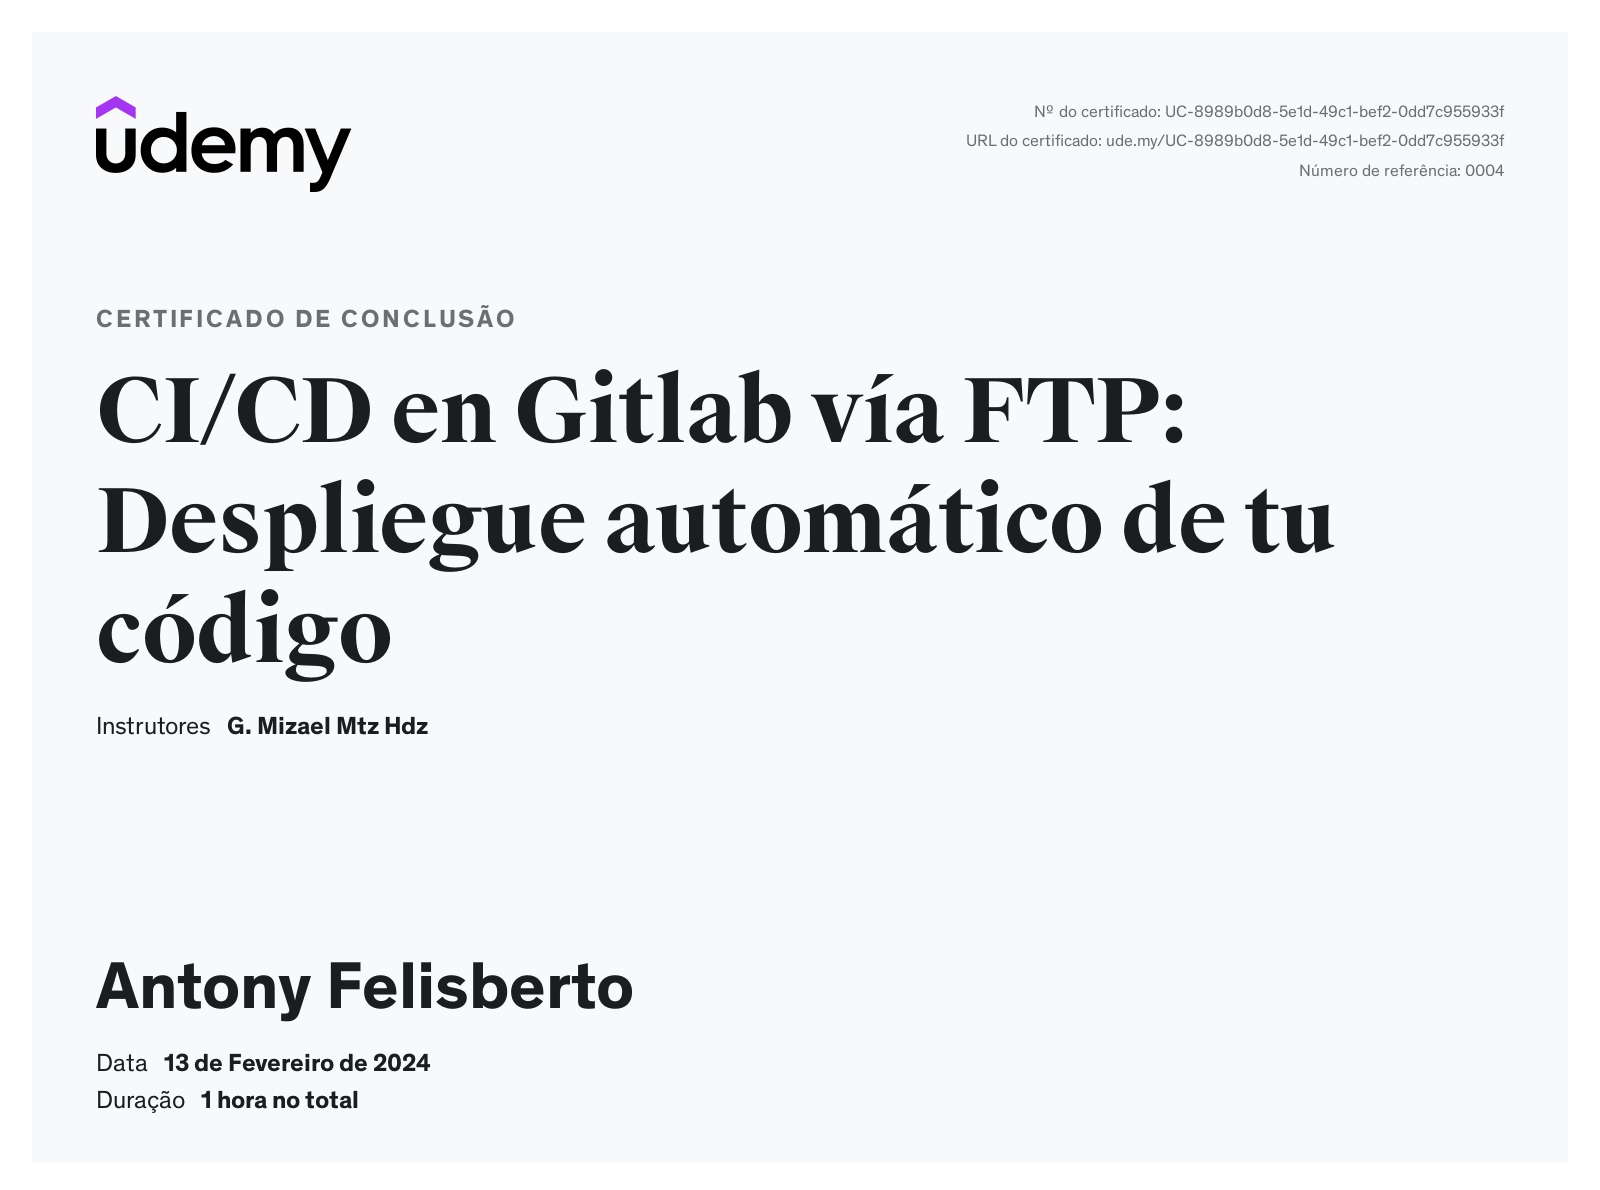 udemy
Nº do certificado: UC-8989b0d8-5e1d-49c1-bef2-0dd7c955933f
URL do certificado: ude.my/UC-8989b0d8-5e1d-49c1-bef2-0dd7c955933f
Número de referência: 0004
CERTIFICADO DE CONCLUSÃO
CI/CD en Gitlab vía FTP:
Despliegue automático de tu
código
Instrutores G. Mizael Mtz Hdz
Antony Felisberto
Data 13 de Fevereiro de 2024
Duração 1 hora no total